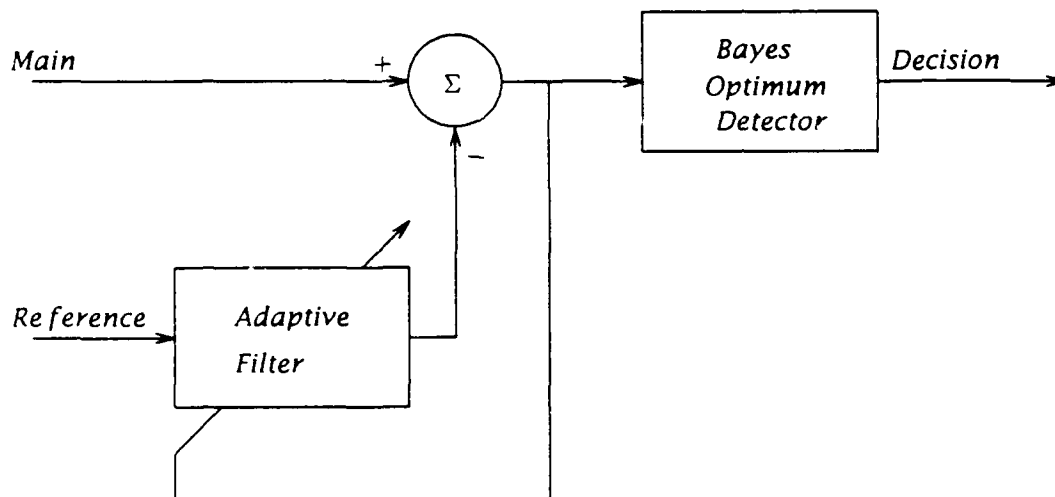 Main
+
Σ
−
Bayes
Optimum
Detector
Decision
Reference
Adaptive
Filter